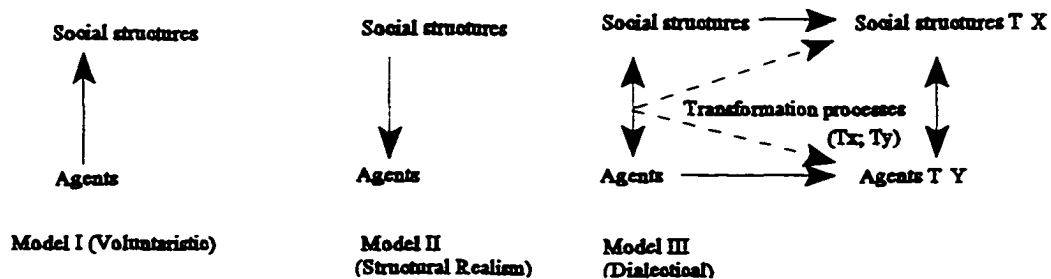 Social structures
Agents
Model I (Voluntaristic)
Social structures
Agents
Model II
(Structural Realism)
Social structures
Social structures T X
Transformation processes
(Tx; Ty)
Agents
Agents T Y
Model III
(Dialectical)